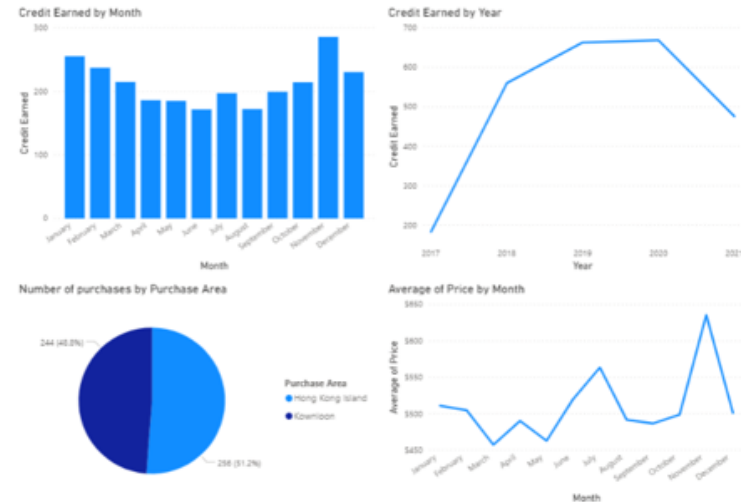 Credit Earned by Month
300
200
100
0
Credit Earned
January
February
March
April
May
June
July
August
September
October
November
December
Month
Credit Earned by Year
700
600
500
400
300
200
Credit Earned
2017
2018
2019
2020
2021
Year
Number of purchases by Purchase Area
244 (48.8%)
256 (51.2%)
Purchase Area
Hong Kong Island
Kownloon
Average of Price by Month
$650
$600
$550
$500
$450
Average of Price
January
February
March
April
May
June
July
August
September
October
November
December
Month